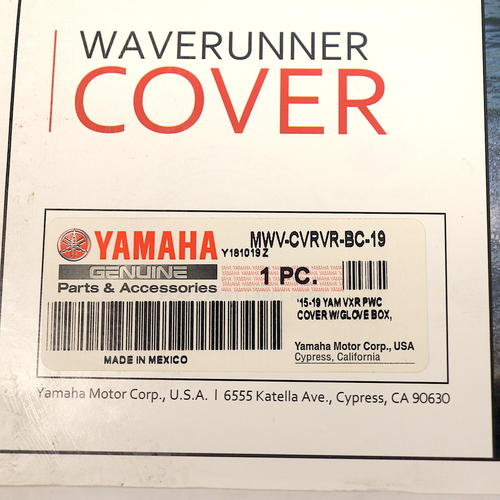 WAVERUNNER
COVER
YAMAHA
Y181019 Z
MWV-CVRVR-BC-19
GENUINE
Parts & Accessories
1 PC.
'15-19 YAM VXR PWC
COVER W/GLOVE BOX,
MADE IN MEXICO
Yamaha Motor Corp., USA
Cypress, California
Yamaha Motor Corp., U.S.A. | 6555 Katella Ave., Cypress, CA 90630